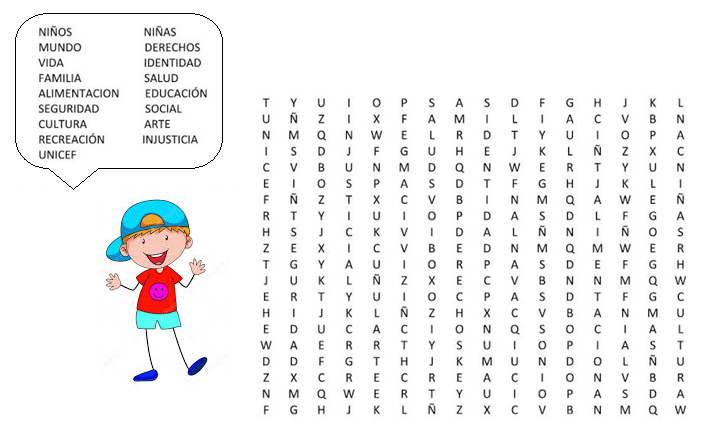 NIÑOS NIÑAS
MUNDO DERECHOS
VIDA IDENTIDAD
FAMILIA SALUD
ALIMENTACION EDUCACIÓN
SEGURIDAD SOCIAL
CULTURA ARTE
RECREACIÓN INJUSTICIA
UNICEF
T Y U I O P S A S D F G H J K L
U Ñ Z I X F A M I L I A C V B N
N M Q N W E L R D T Y U I O P A
I S D J F G U H E J K L Ñ Z X C
C V B U N M D Q N W E R T Y U N
E I O S P A S D T F G H J K L I
F Ñ Z T X C V B I N M Q A W E Ñ
R T Y I U I O P D A S D L F G A
H S J C K V I D A L Ñ N I Ñ O S
Z E X I C V B E D N M Q M W E R
T G Y A U I O R P A S D E F G H
J U K L Ñ Z X E C V B N N M Q W
E R T Y U I O C P A S D T F G C
H I J K L Ñ Z H X C V B A N M U
E D U C A C I O N Q S O C I A L
W A E R R T Y S U I O P I A S T
D D F G T H J K M U N D O L Ñ U
Z X C R E C R E A C I O N V B R
N M Q W E R T Y U I O P A S D A
F G H J K L Ñ Z X C V B N M Q W